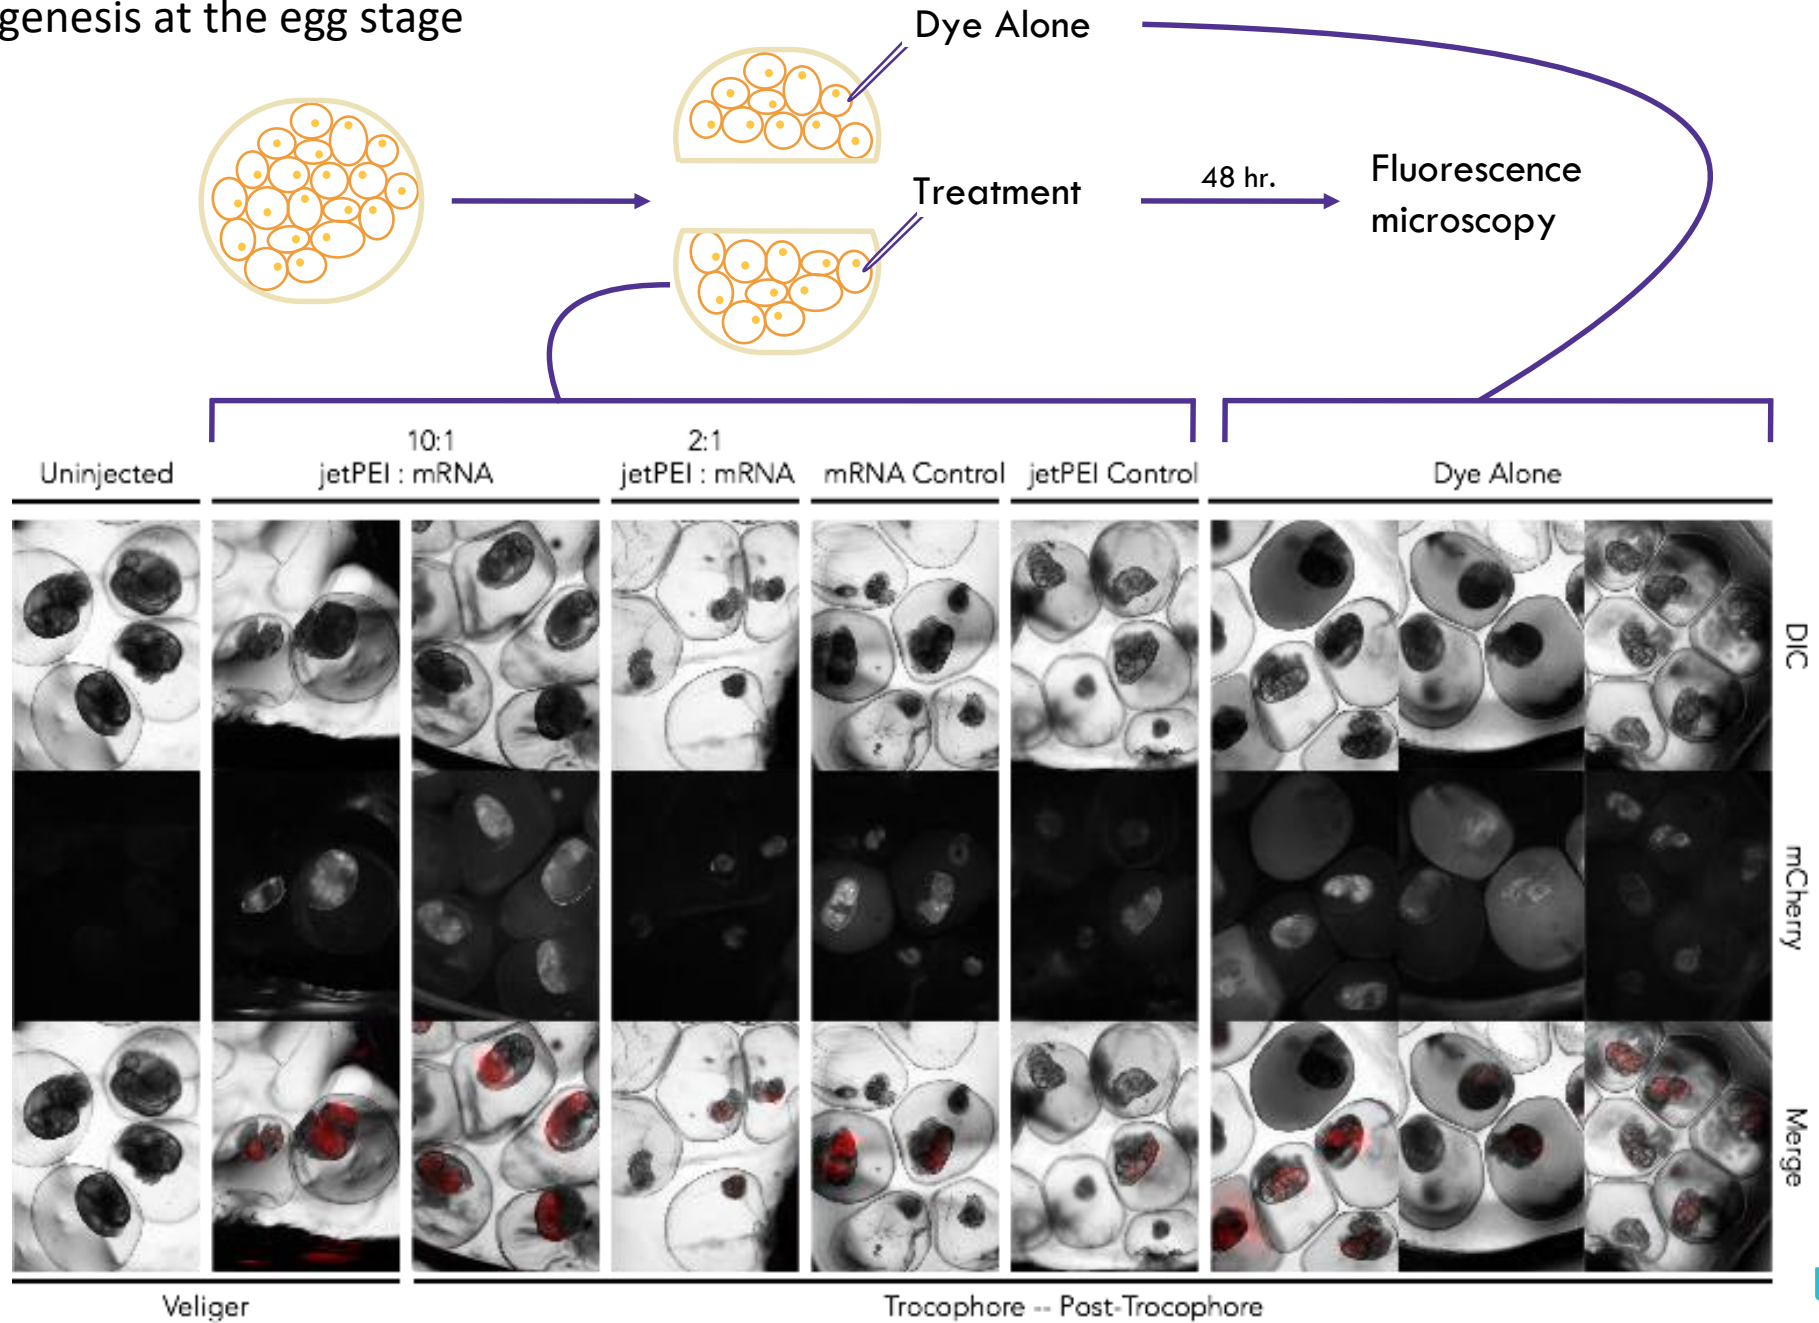 genesis at the egg stage
Dye Alone
Treatment
48 hr.
Fluorescence
microscopy
10:1
jetPEI : mRNA
2:1
jetPEI : mRNA
Uninjected
mRNA Control
jetPEI Control
Dye Alone
DIC
mCherry
Merge
Veliger
Trocophore -- Post-Trocophore